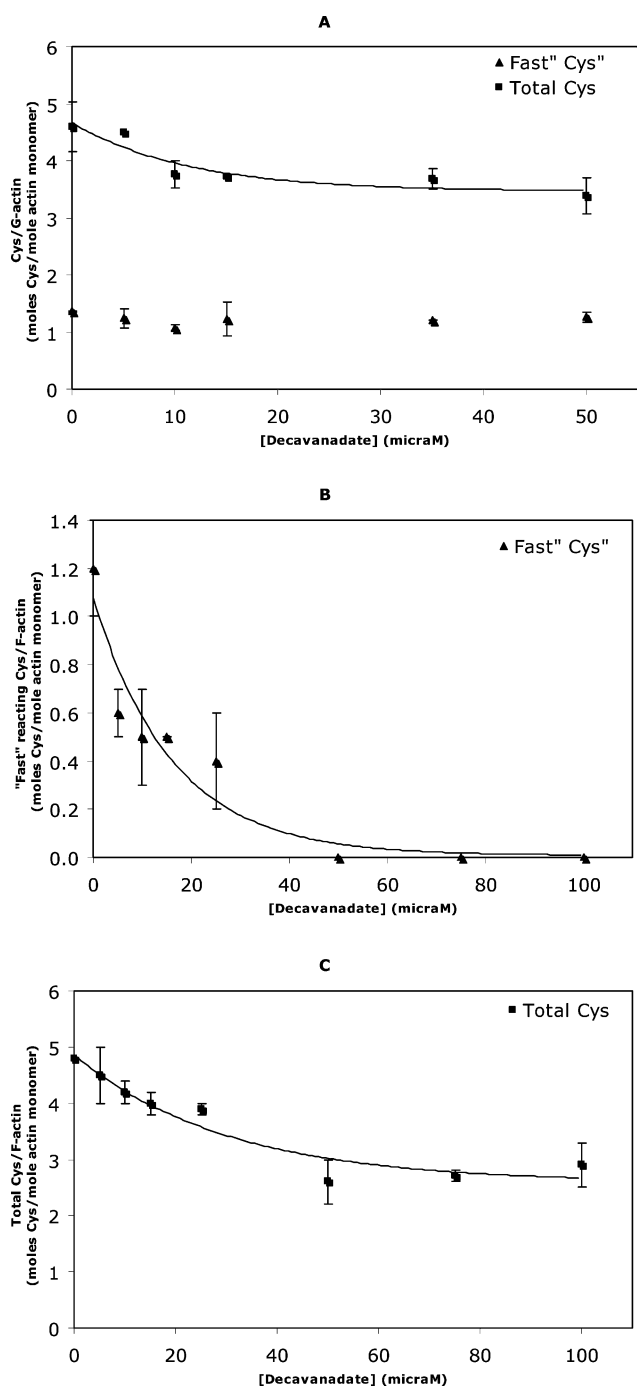 A
Fast" Cys"
Total Cys
Cys/G-actin
(moles Cys/mole actin monomer)
6
5
4
3
2
1
0
0 10 20 30 40 50
[Decavanadate] (micraM)
B
Fast" Cys"
"Fast" reacting Cys/F-actin
(moles Cys/mole actin monomer)
1.4
1.2
1.0
0.8
0.6
0.4
0.2
0.0
0 20 40 60 80 100
[Decavanadate] (micraM)
C
Total Cys
Total Cys/F-actin
(moles Cys/mole actin monomer)
6
5
4
3
2
1
0
0 20 40 60 80 100
[Decavanadate] (micraM)